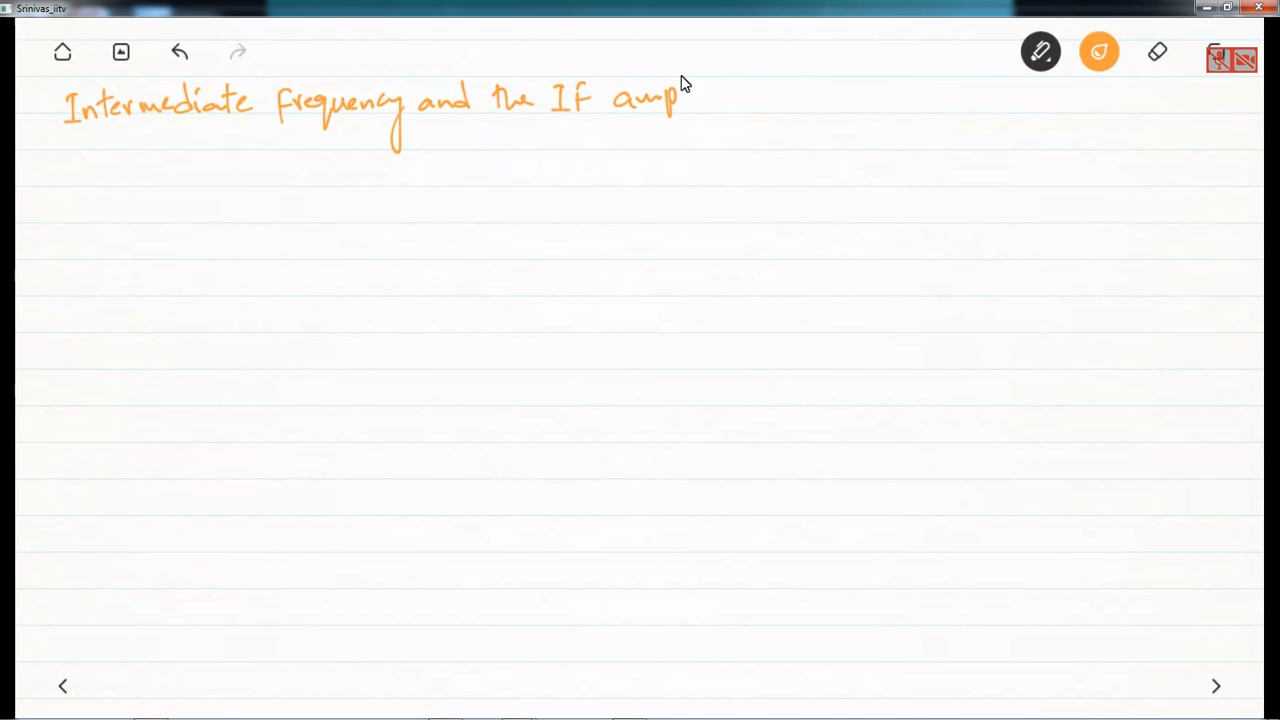 Srinivas_iitv
Intermediate frequency and the IF amp